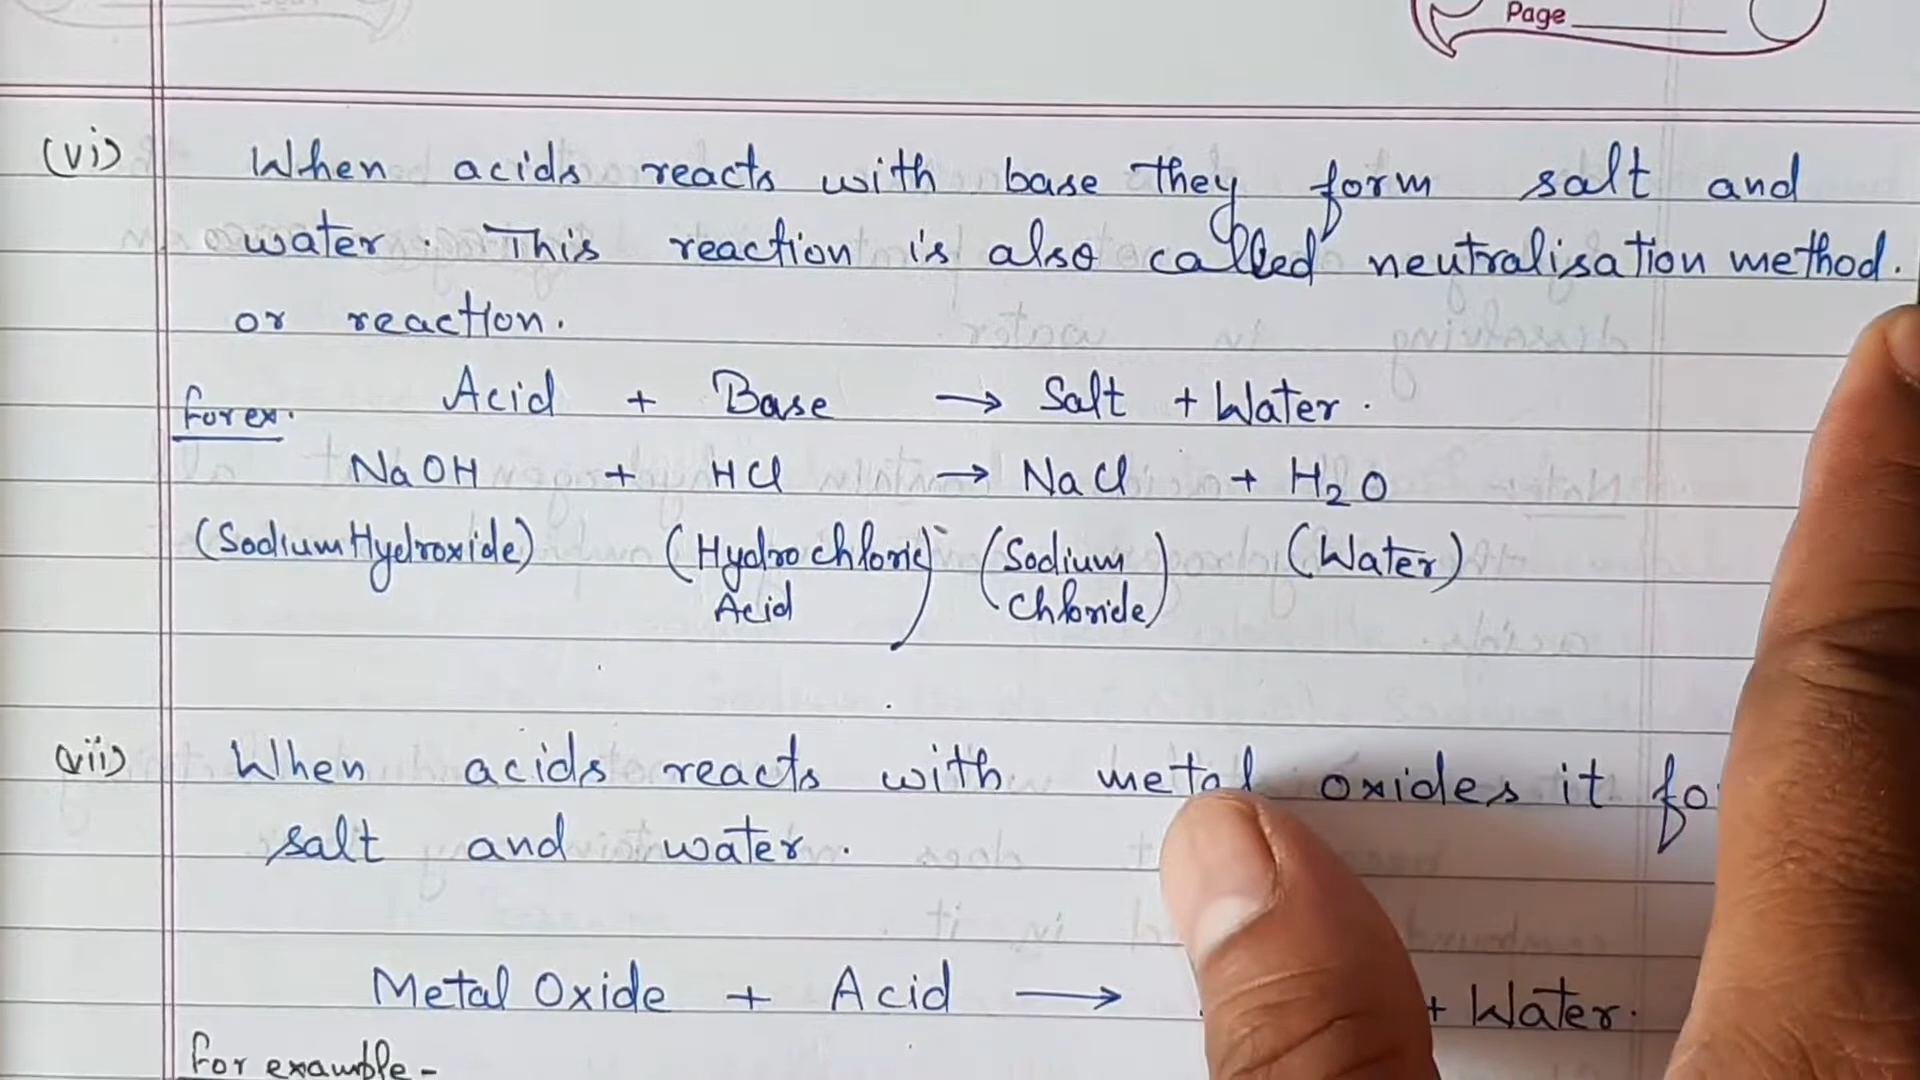 Page
(vi) When acids reacts with base they form salt and
water. This reaction is also called neutralisation method.
or reaction.
Acid + Base → Salt + Water.
for ex.
NaOH + HCl → NaCl + H₂O
(Sodium Hydroxide) (Hydrochloric Acid) (Sodium Chloride) (Water)
(vii) When acids reacts with metal oxides it
salt and water.
Metal Oxide + Acid → + Water.
for example-